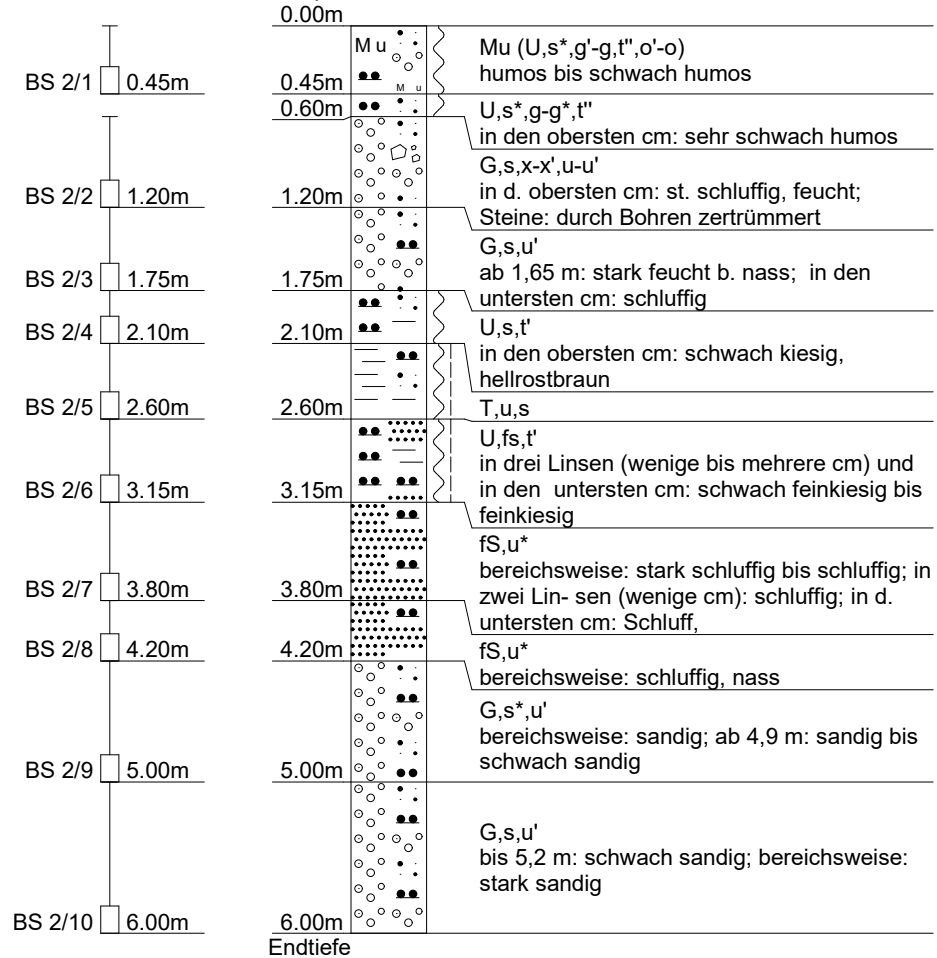 0.00m
Mu
Mu (U,s*,g'-g,t'',o'-o)
humos bis schwach humos
BS 2/1 0.45m
0.45m
Mu
0.60m
U,s*,g-g*,t''
in den obersten cm: sehr schwach humos
G,s,x-x',u-u'
in d. obersten cm: st. schluffig, feucht;
Steine: durch Bohren zertrümmert
BS 2/2 1.20m
1.20m
G,s,u'
ab 1,65 m: stark feucht b. nass; in den
untersten cm: schluffig
BS 2/3 1.75m
1.75m
U,s,t'
in den obersten cm: schwach kiesig,
hellrostbraun
BS 2/4 2.10m
2.10m
T,u,s
BS 2/5 2.60m
2.60m
U,fs,t'
in drei Linsen (wenige bis mehrere cm) und
in den untersten cm: schwach feinkiesig bis
feinkiesig
BS 2/6 3.15m
3.15m
fS,u*
bereichsweise: stark schluffig bis schluffig; in
zwei Lin- sen (wenige cm): schluffig; in d.
untersten cm: Schluff,
BS 2/7 3.80m
3.80m
fS,u*
bereichsweise: schluffig, nass
BS 2/8 4.20m
4.20m
G,s*,u'
bereichsweise: sandig; ab 4,9 m: sandig bis
schwach sandig
BS 2/9 5.00m
5.00m
G,s,u'
bis 5,2 m: schwach sandig; bereichsweise:
stark sandig
BS 2/10 6.00m
6.00m
Endtiefe